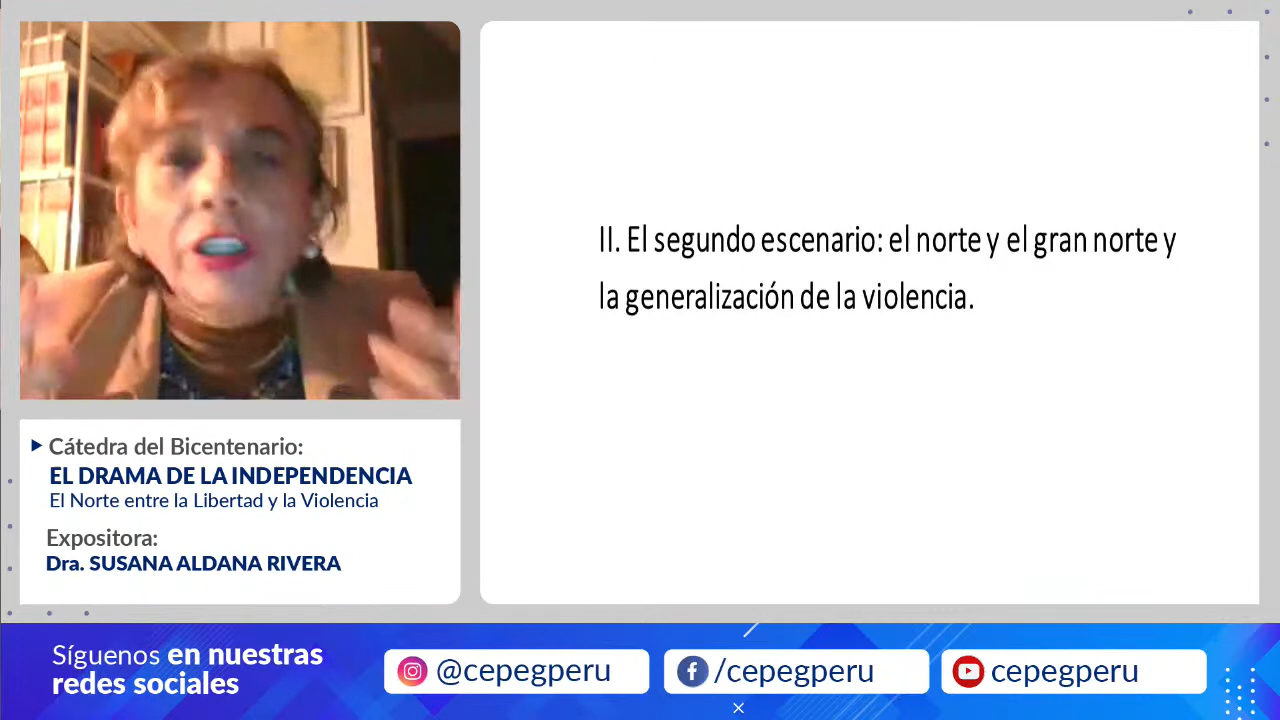 II. El segundo escenario: el norte y el gran norte y
la generalización de la violencia.
Cátedra del Bicentenario:
EL DRAMA DE LA INDEPENDENCIA
El Norte entre la Libertad y la Violencia
Expositora:
Dra. SUSANA ALDANA RIVERA
Síguenos en nuestras
redes sociales
@cepegperu
/cepegperu
cepegperu